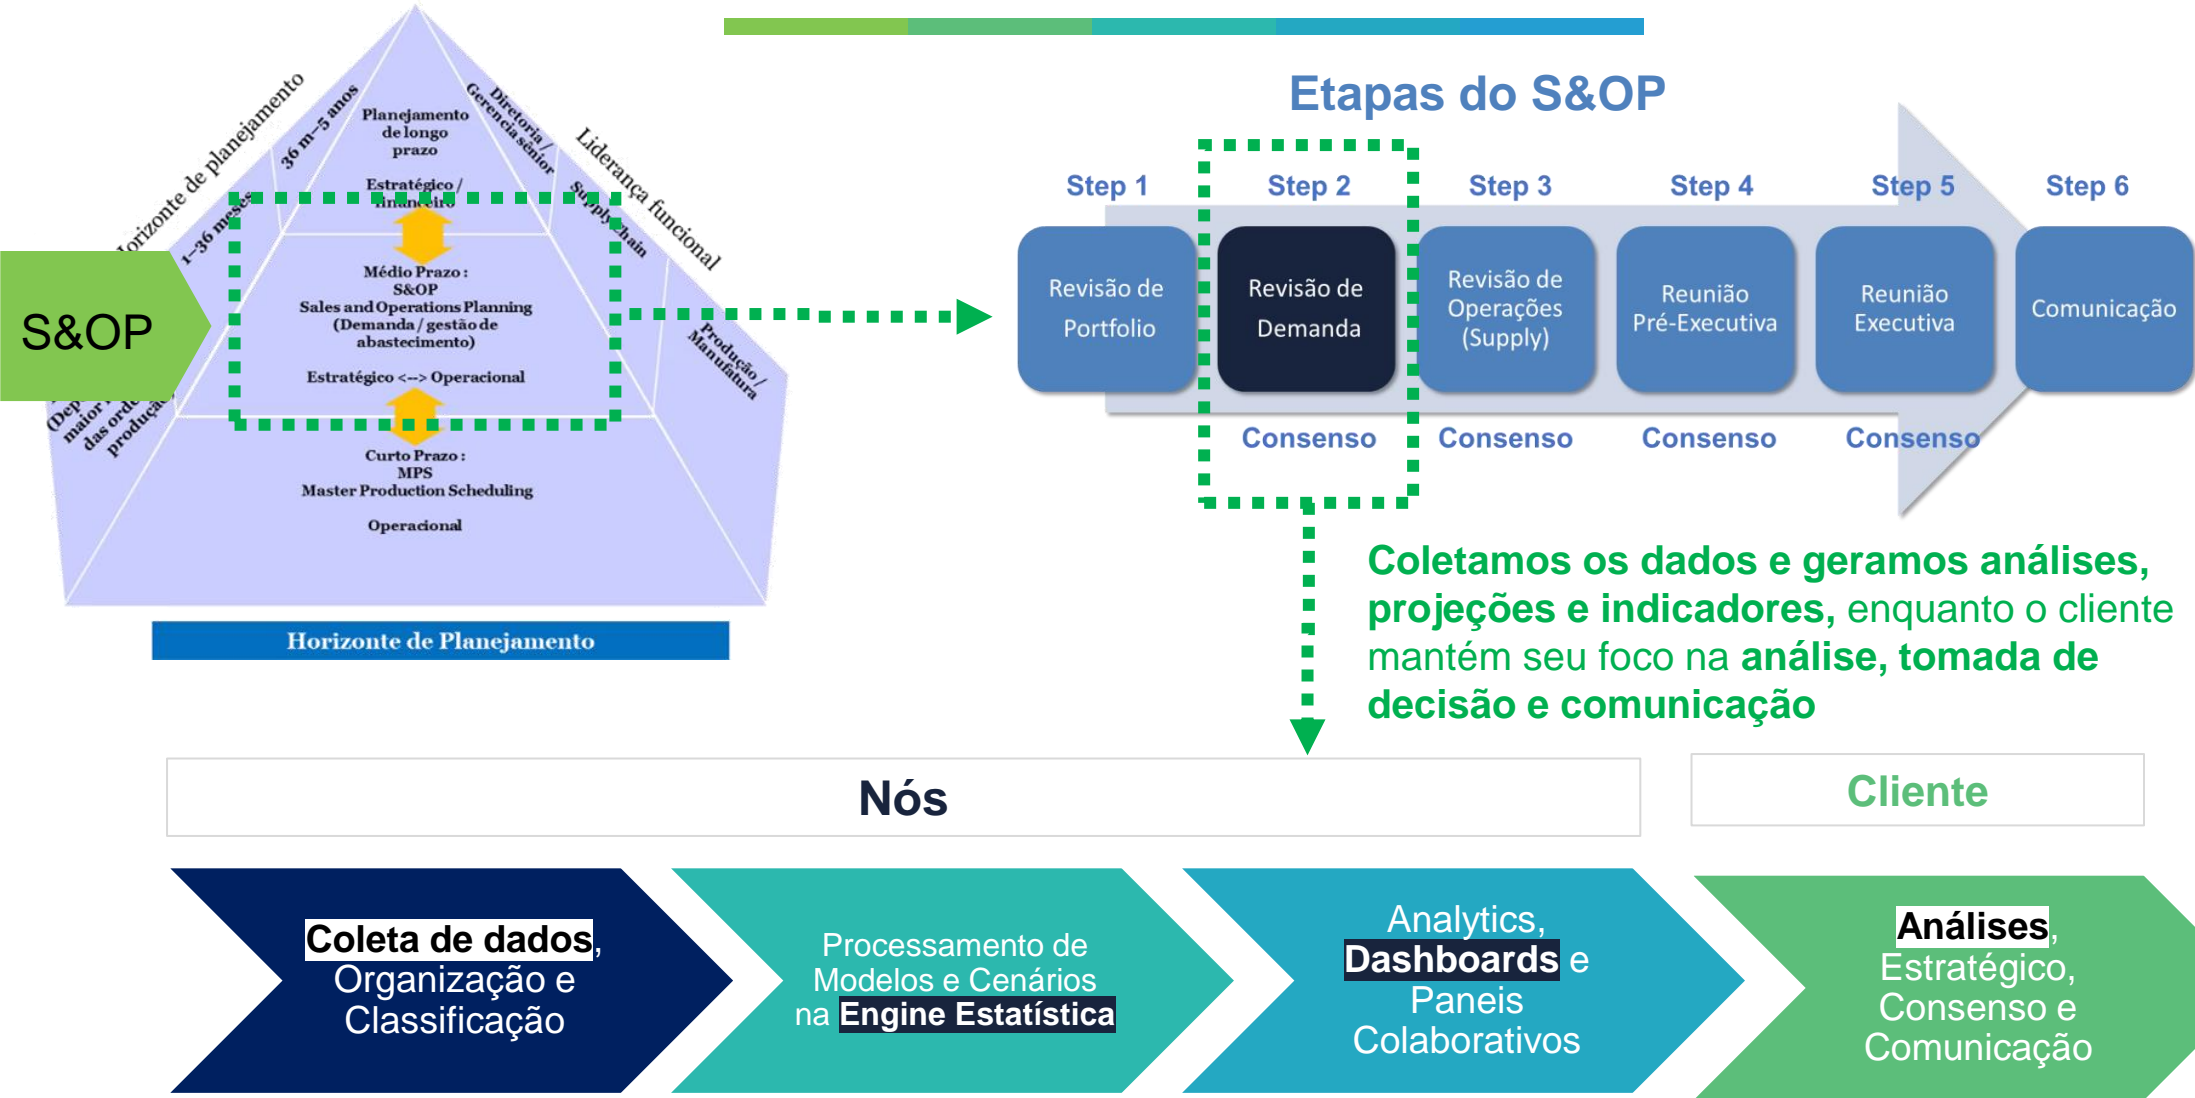 Etapas do S&OP
Horizonte de planejamento
36 m–5 anos
1–36 meses
maior
das orde
produção
Planejamento
de longo
prazo
Estratégico /
financeiro
Diretoria /
Gerencia sênior
Liderança funcional
Supply chain
Produção /
Manufatura
S&OP
Médio Prazo :
S&OP
Sales and Operations Planning
(Demanda / gestão de
abastecimento)
Estratégico <--> Operacional
Curto Prazo :
MPS
Master Production Scheduling
Operacional
Horizonte de Planejamento
Step 1
Step 2
Step 3
Step 4
Step 5
Step 6
Revisão de
Portfolio
Revisão de
Demanda
Revisão de
Operações
(Supply)
Reunião
Pré-Executiva
Reunião
Executiva
Comunicação
Consenso
Consenso
Consenso
Consenso
Coletamos os dados e geramos análises,
projeções e indicadores, enquanto o cliente
mantém seu foco na análise, tomada de
decisão e comunicação
Nós
Cliente
Coleta de dados,
Organização e
Classificação
Processamento de
Modelos e Cenários
na Engine Estatística
Analytics,
Dashboards e
Paneis
Colaborativos
Análises,
Estratégico,
Consenso e
Comunicação